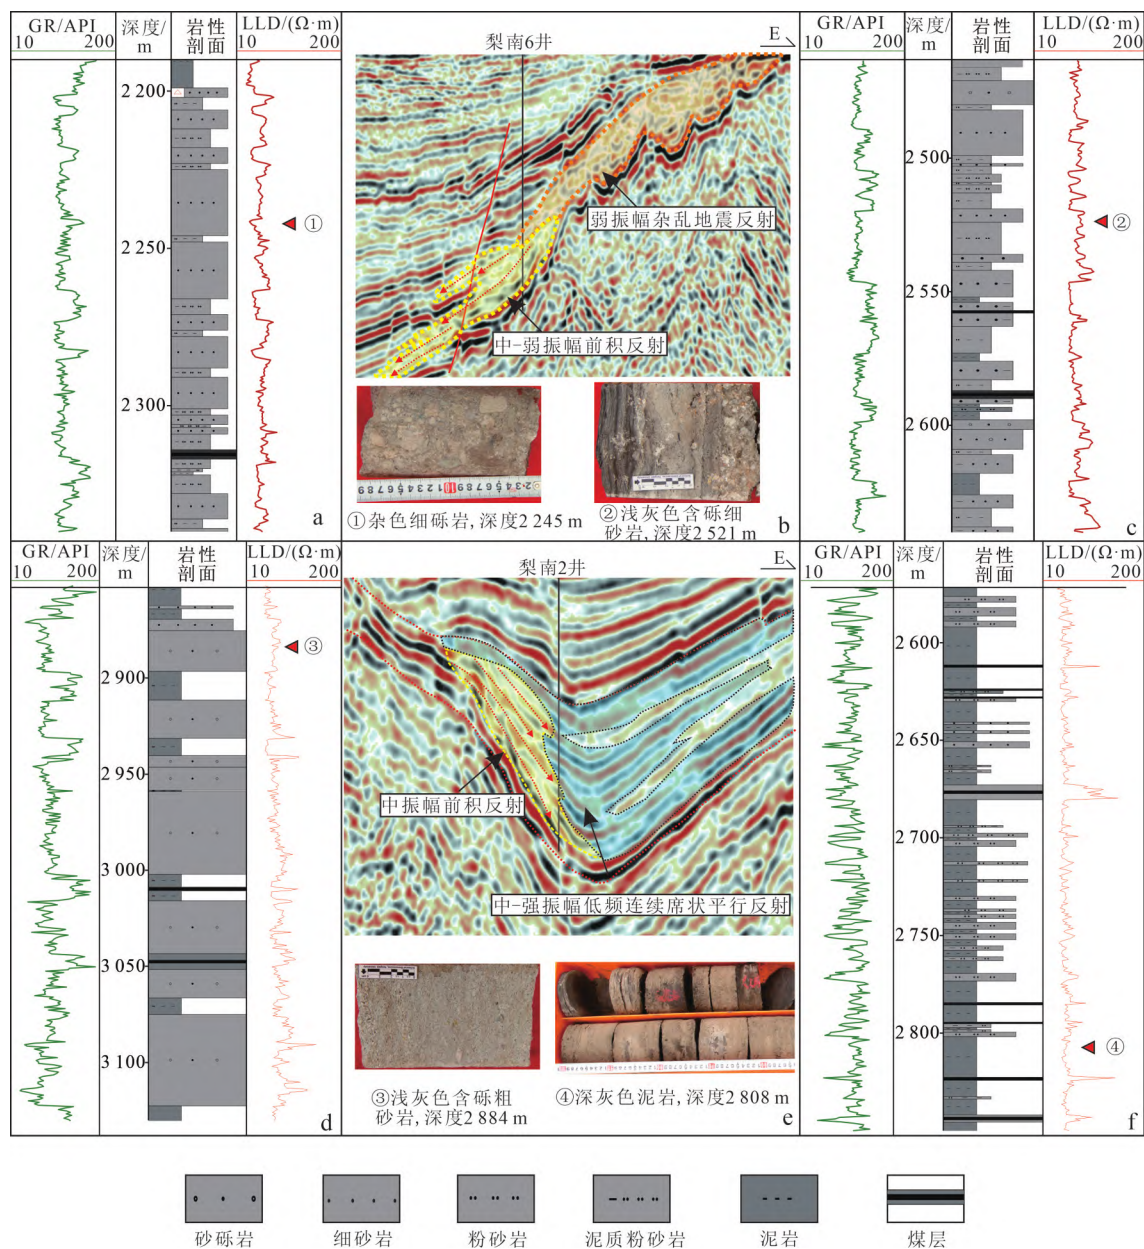 GR/API
10 200
深度/
m
岩性
剖面
LLD/(Ω·m)
10 200
2 200
2 250
2 300
①
a
梨南6井
E
弱振幅杂乱地震反射
中-弱振幅前积反射
①杂色细砾岩,深度2 245 m
②浅灰色含砾细
砂岩,深度2 521 m
b
GR/API
10 200
深度/
m
岩性
剖面
LLD/(Ω·m)
10 200
2 500
2 550
2 600
②
c
GR/API
10 200
深度/
m
岩性
剖面
LLD/(Ω·m)
10 200
2 900
2 950
3 000
3 050
3 100
③
d
梨南2井
E
中振幅前积反射
中-强振幅低频连续席状平行反射
③浅灰色含砾粗
砂岩,深度2 884 m
④深灰色泥岩,深度2 808 m
e
GR/API
10 200
深度/
m
岩性
剖面
LLD/(Ω·m)
10 200
2 600
2 650
2 700
2 750
2 800
④
f
砂砾岩
细砂岩
粉砂岩
泥质粉砂岩
泥岩
煤层